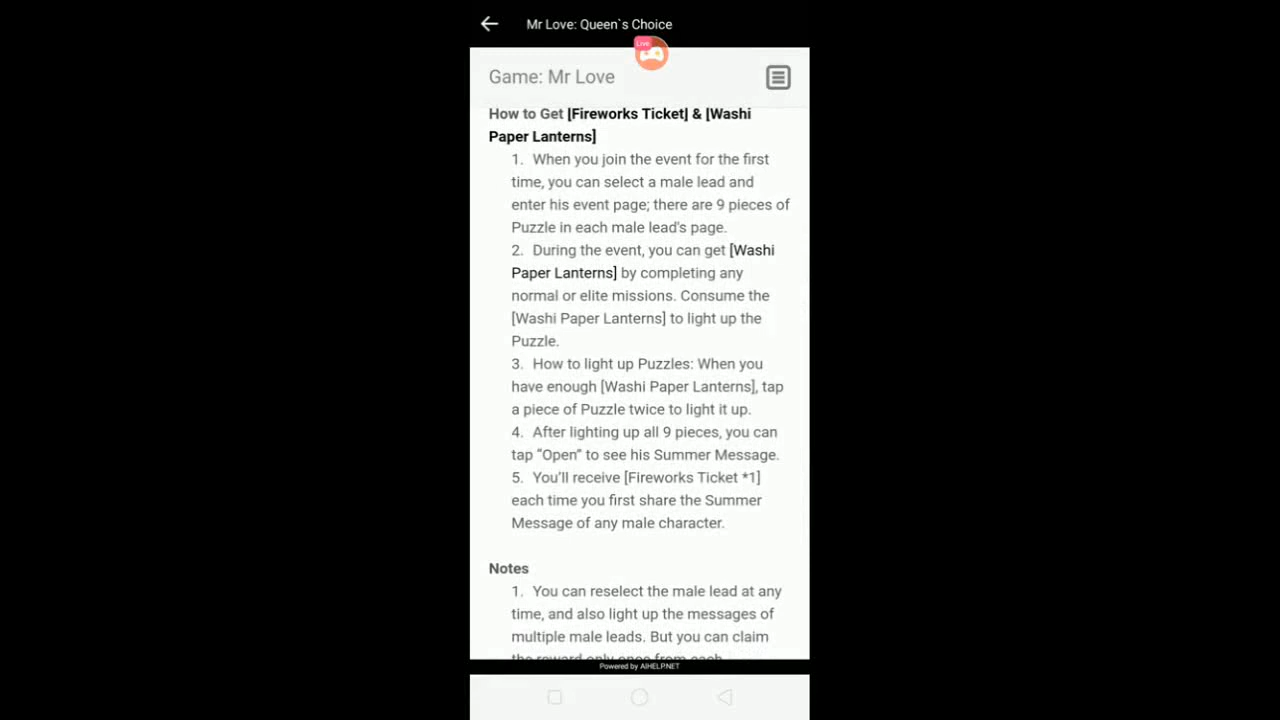 Mr Love: Queen`s Choice
Live
Game: Mr Love
How to Get [Fireworks Ticket] & [Washi
Paper Lanterns]
1. When you join the event for the first
time, you can select a male lead and
enter his event page; there are 9 pieces of
Puzzle in each male lead's page.
2. During the event, you can get [Washi
Paper Lanterns] by completing any
normal or elite missions. Consume the
[Washi Paper Lanterns] to light up the
Puzzle.
3. How to light up Puzzles: When you
have enough [Washi Paper Lanterns], tap
a piece of Puzzle twice to light it up.
4. After lighting up all 9 pieces, you can
tap “Open” to see his Summer Message.
5. You’ll receive [Fireworks Ticket *1]
each time you first share the Summer
Message of any male character.
Notes
1. You can reselect the male lead at any
time, and also light up the messages of
multiple male leads. But you can claim
the reward only once from each
Powered by AIHELP.NET